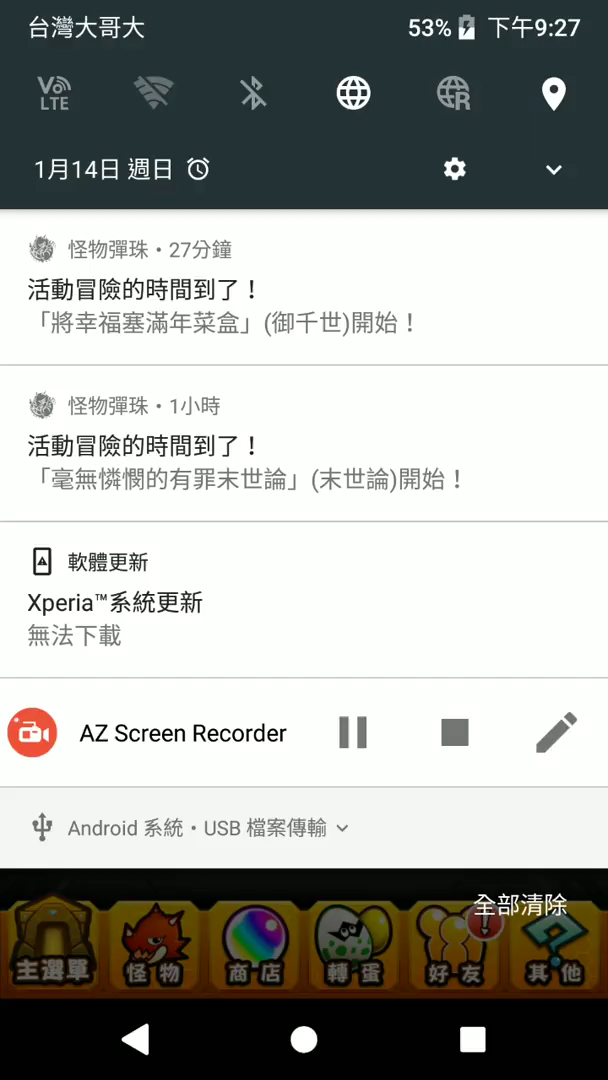 台灣大哥大
53%
下午9:27
Vo LTE
R
1月14日 週日
怪物彈珠・27分鐘
活動冒險的時間到了！
「將幸福塞滿年菜盒」(御千世)開始！
怪物彈珠・1小時
活動冒險的時間到了！
「毫無憐憫的有罪末世論」(末世論)開始！
軟體更新
Xperia™系統更新
無法下載
AZ Screen Recorder
Android 系統・USB 檔案傳輸
全部清除
主選單
怪物
商店
轉蛋
好友
其他